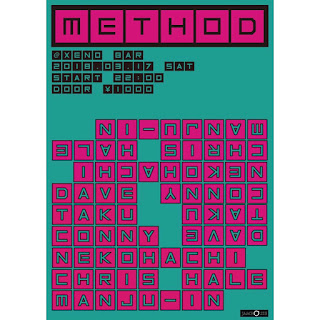 METHOD
@XENO BAR
2018.03.17 SAT
START 22:00
DOOR ¥1000
MANJU-IN
CHRIS HALE
NEKOHACHI
CONNY
TAKU
DAVE
DAVE
TAKU
CONNY
NEKOHACHI
CHRIS HALE
MANJU-IN